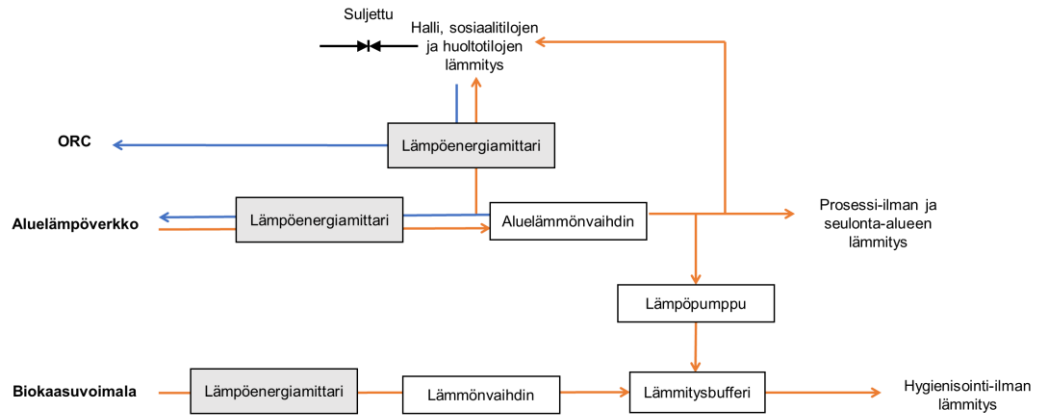 Suljettu
Halli, sosiaalitilojen
ja huoltotilojen
lämmitys
ORC
Lämpöenergiamittari
Aluelämpöverkko
Lämpöenergiamittari
Aluelämmönvaihdin
Prosessi-ilman ja
seulonta-alueen
lämmitys
Lämpöpumppu
Biokaasuvoimala
Lämpöenergiamittari
Lämmönvaihdin
Lämmitysbufferi
Hygienisointi-ilman
lämmitys